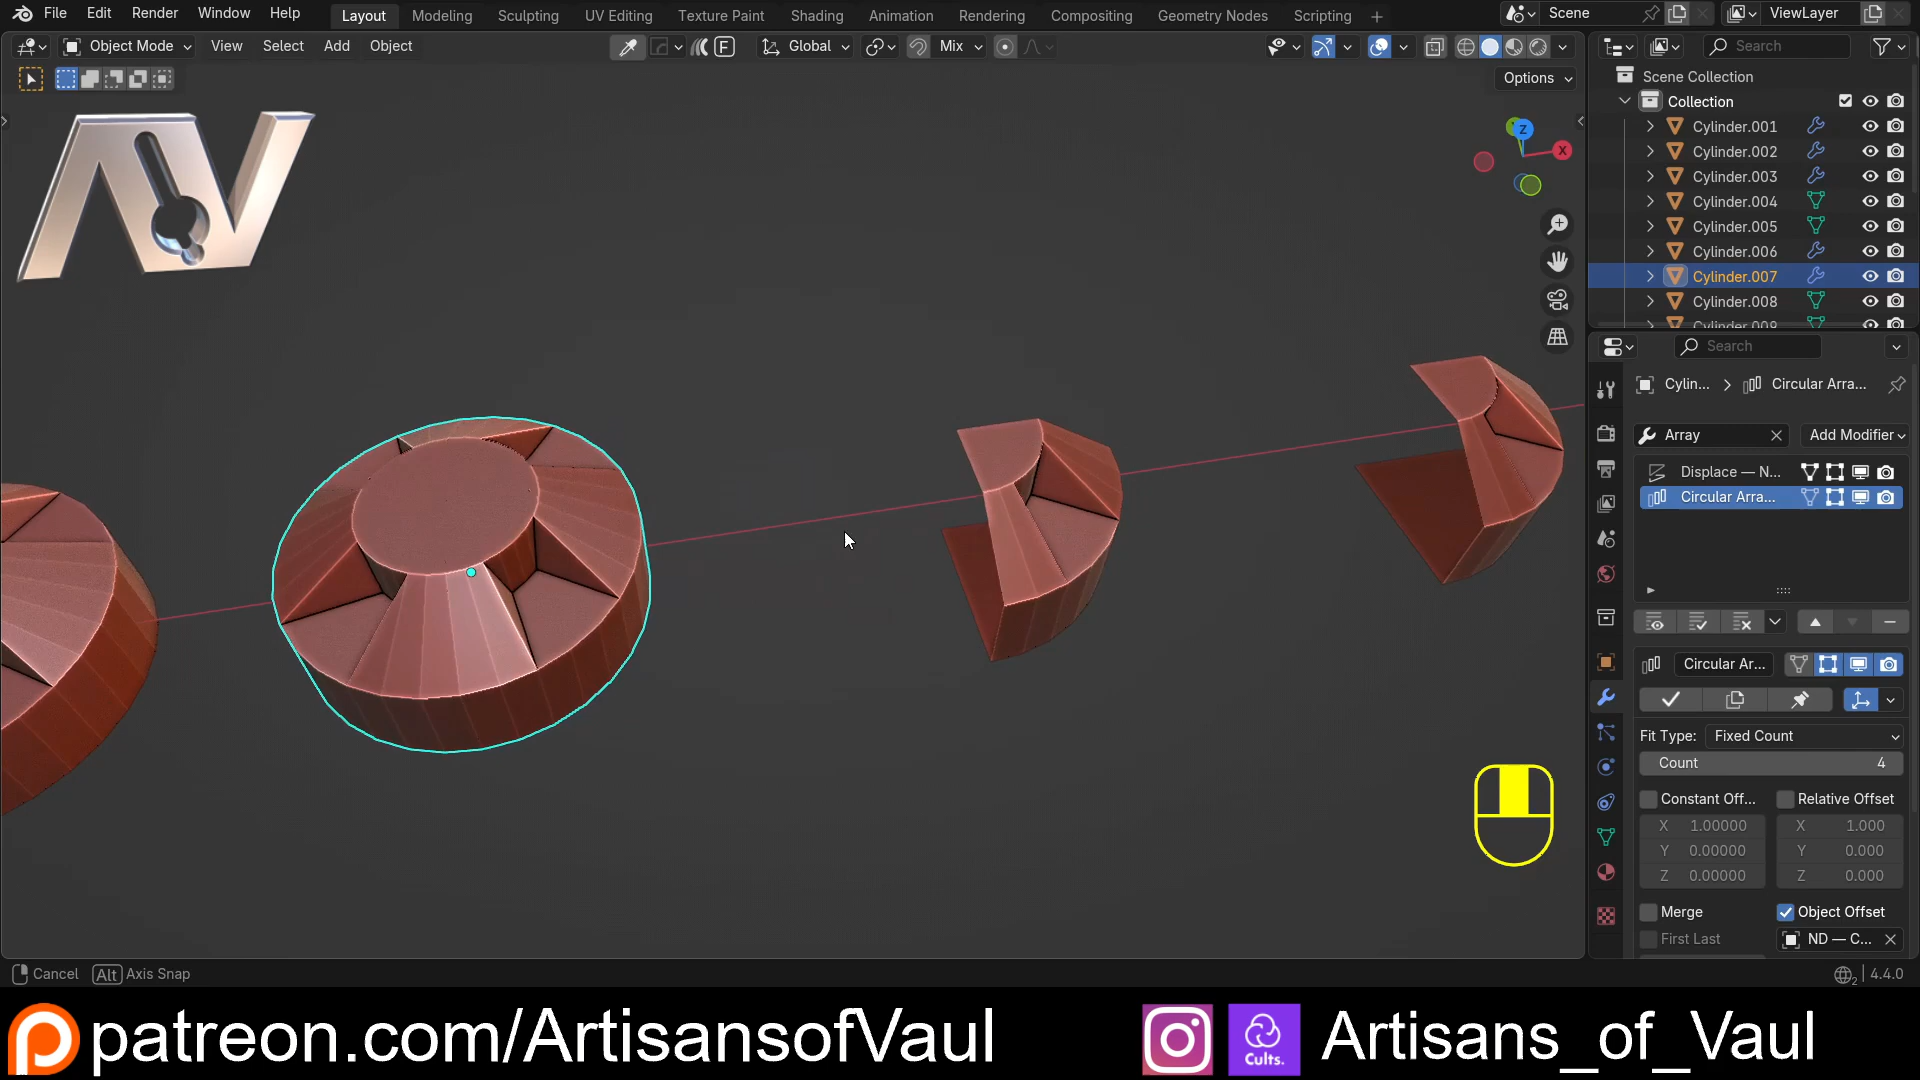 File Edit Render Window Help Layout Modeling Sculpting UV Editing Texture Paint Shading Animation Rendering Compositing Geometry Nodes Scripting + Scene ViewLayer
Object Mode View Select Add Object Global Mix Search
Options
Scene Collection
Collection
Cylinder.001
Cylinder.002
Cylinder.003
Cylinder.004
Cylinder.005
Cylinder.006
Cylinder.007
Cylinder.008
Cylinder.009
Z
X
Search
Cylin... > Circular Arra...
Array Add Modifier
Displace — N...
Circular Arra...
Circular Ar...
Fit Type: Fixed Count
Count 4
Constant Off... Relative Offset
X 1.00000 X 1.000
Y 0.00000 Y 0.000
Z 0.00000 Z 0.000
Merge Object Offset
First Last ND — C...
Cancel Alt Axis Snap 4.4.0
patreon.com/ArtisansofVaul Cults. Artisans_of_Vaul